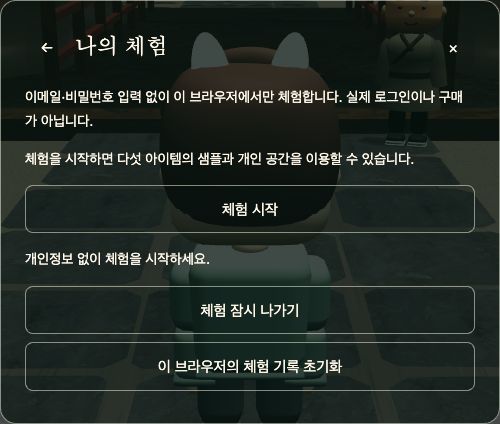 ← 나의 체험 ×
이메일·비밀번호 입력 없이 이 브라우저에서만 체험합니다. 실제 로그인이나 구매
가 아닙니다.
체험을 시작하면 다섯 아이템의 샘플과 개인 공간을 이용할 수 있습니다.
체험 시작
개인정보 없이 체험을 시작하세요.
체험 잠시 나가기
이 브라우저의 체험 기록 초기화